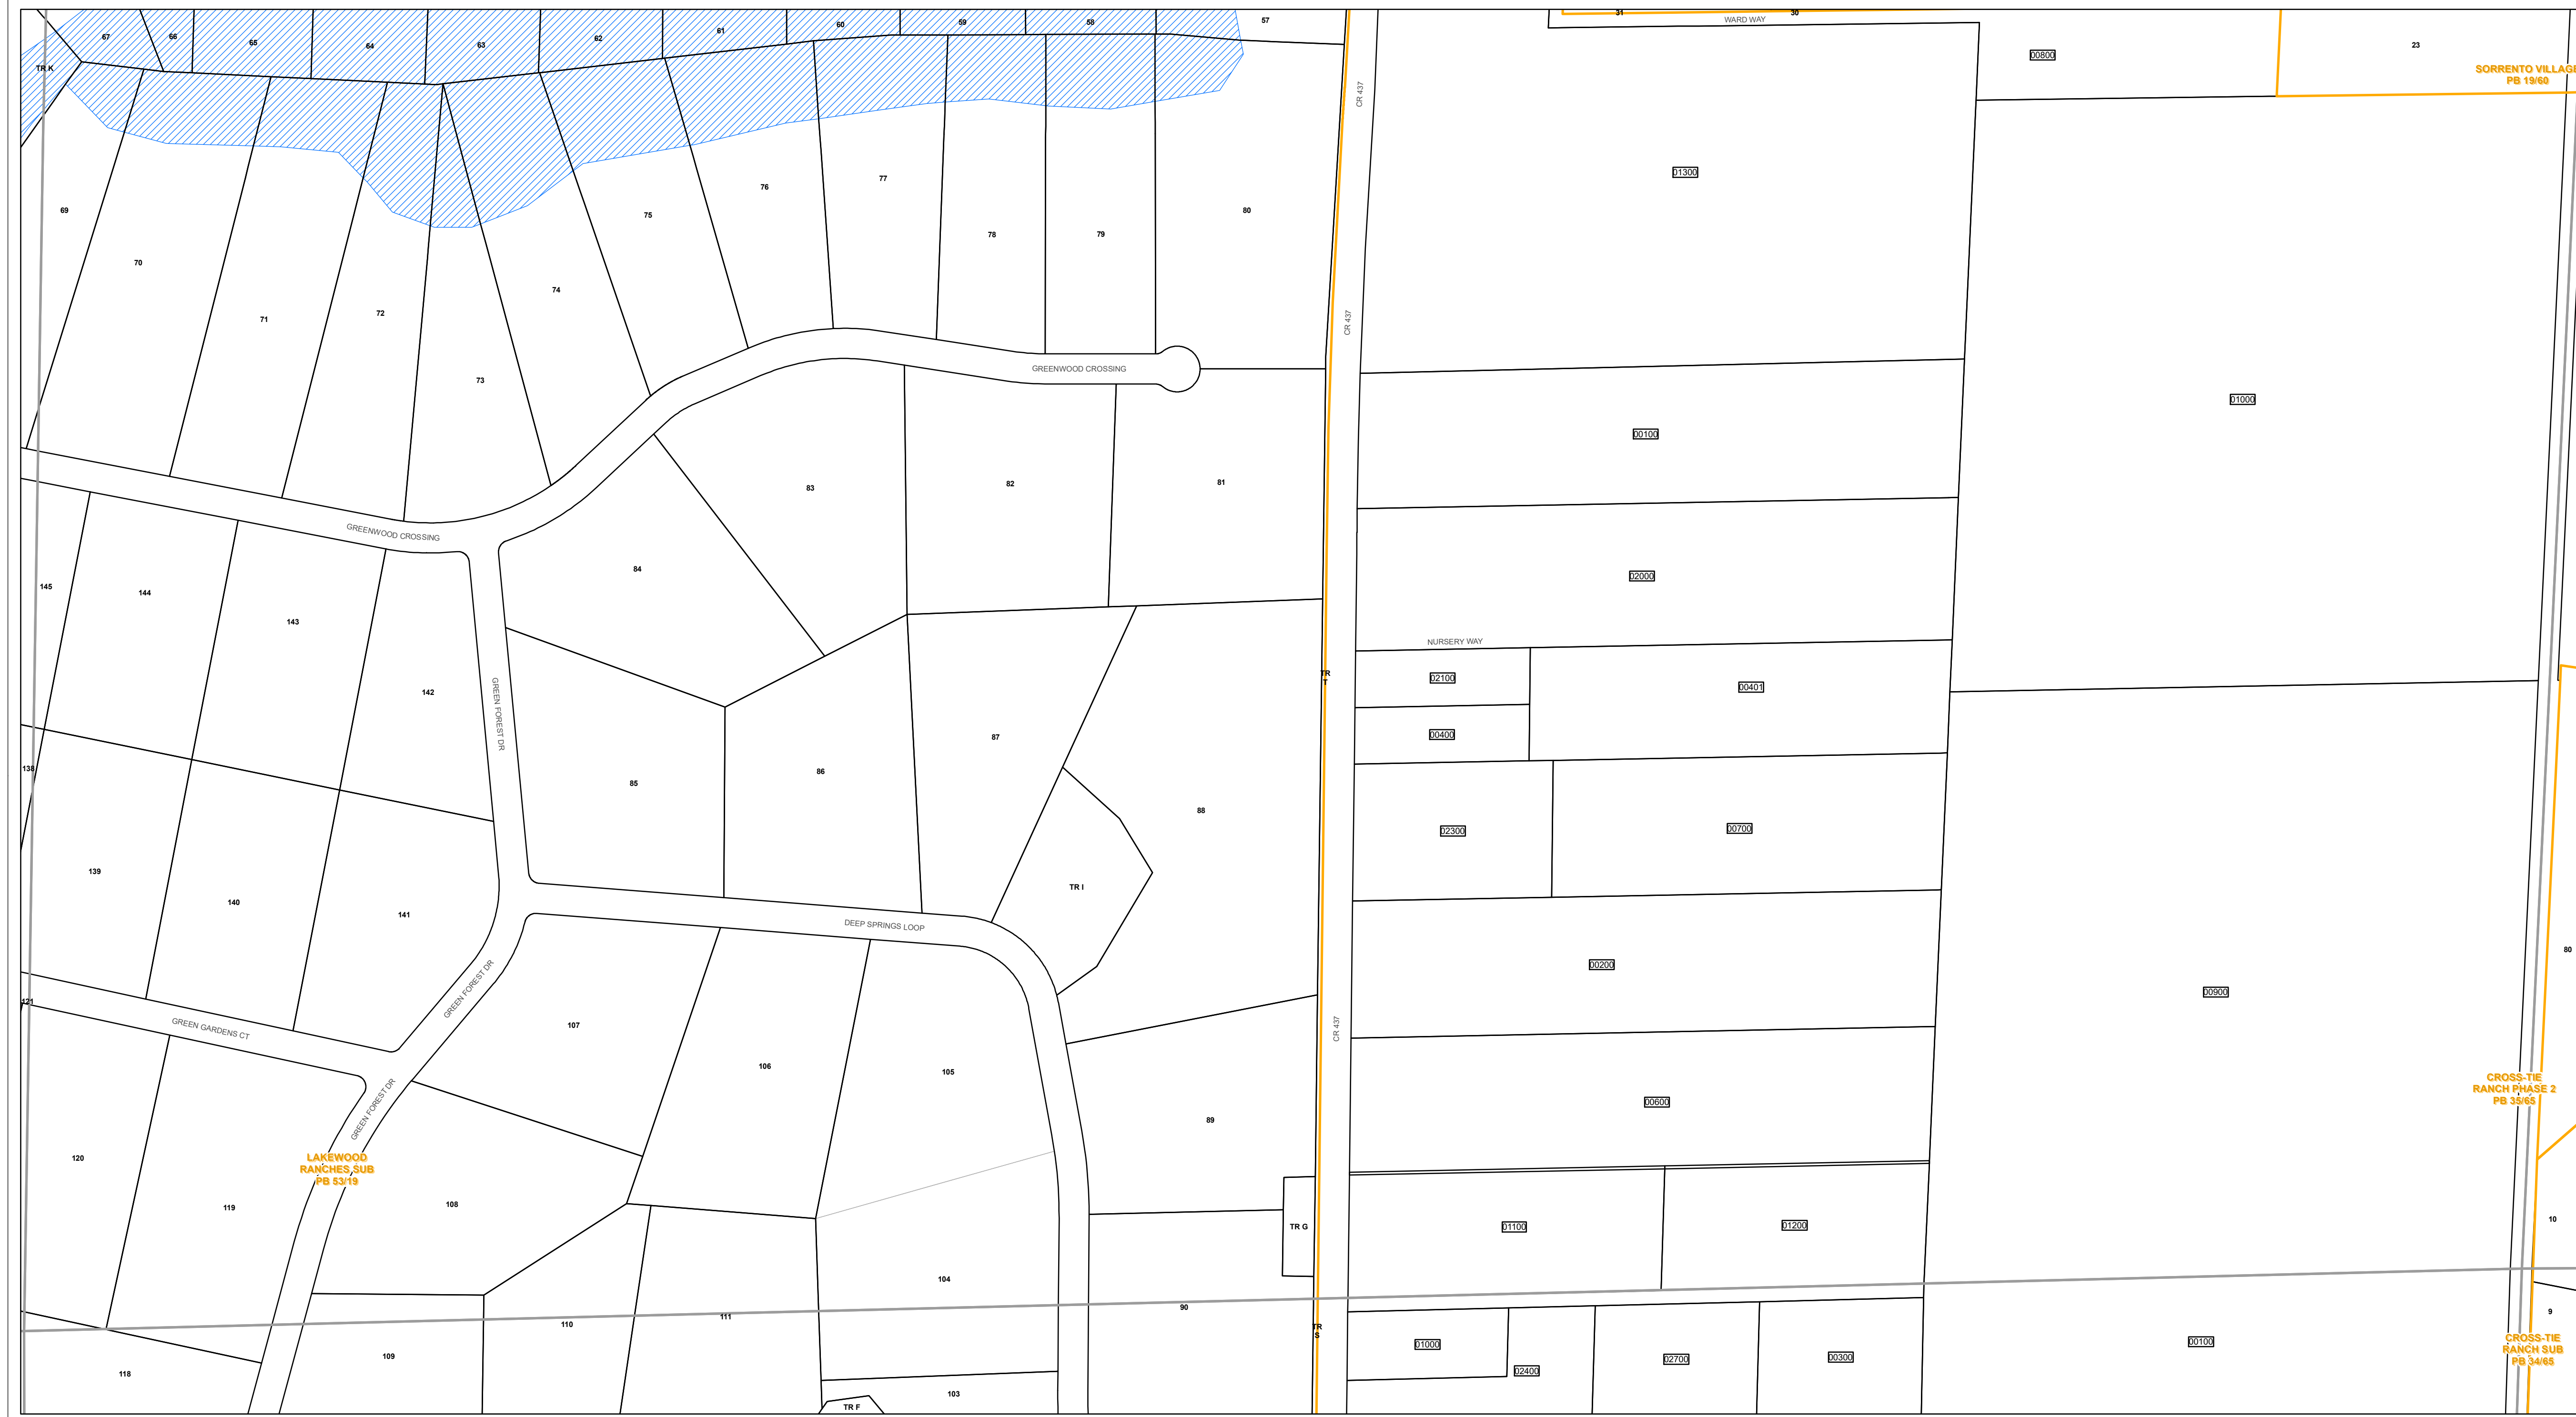 31
30
WARD WAY
57
58
59
60
61
62
63
64
65
66
67
TR K
23
00800
SORRENTO VILLAGE
PB 19/60
CR 437
01300
76
77
69
75
80
78
79
70
74
71
72
CR 437
GREENWOOD CROSSING
73
01000
00100
83
82
81
GREENWOOD CROSSING
84
02000
145
144
143
NURSERY WAY
142
GREEN FOREST DR
TR
T
02100
00401
00400
87
138
86
85
88
02300
00700
139
TR I
140
141
DEEP SPRINGS LOOP
80
GREEN FOREST DR
00200
00900
121
GREEN GARDENS CT
107
CR 437
106
105
GREEN FOREST DR
CROSS-TIE
RANCH PHASE 2
PB 35/65
00600
89
120
LAKEWOOD
RANCHES SUB
PB 53/19
108
119
TR G
01100
01200
10
104
90
111
110
9
TR
S
109
118
103
TR F
01000
02400
02700
00300
00100
CROSS-TIE
RANCH SUB
PB 34/65